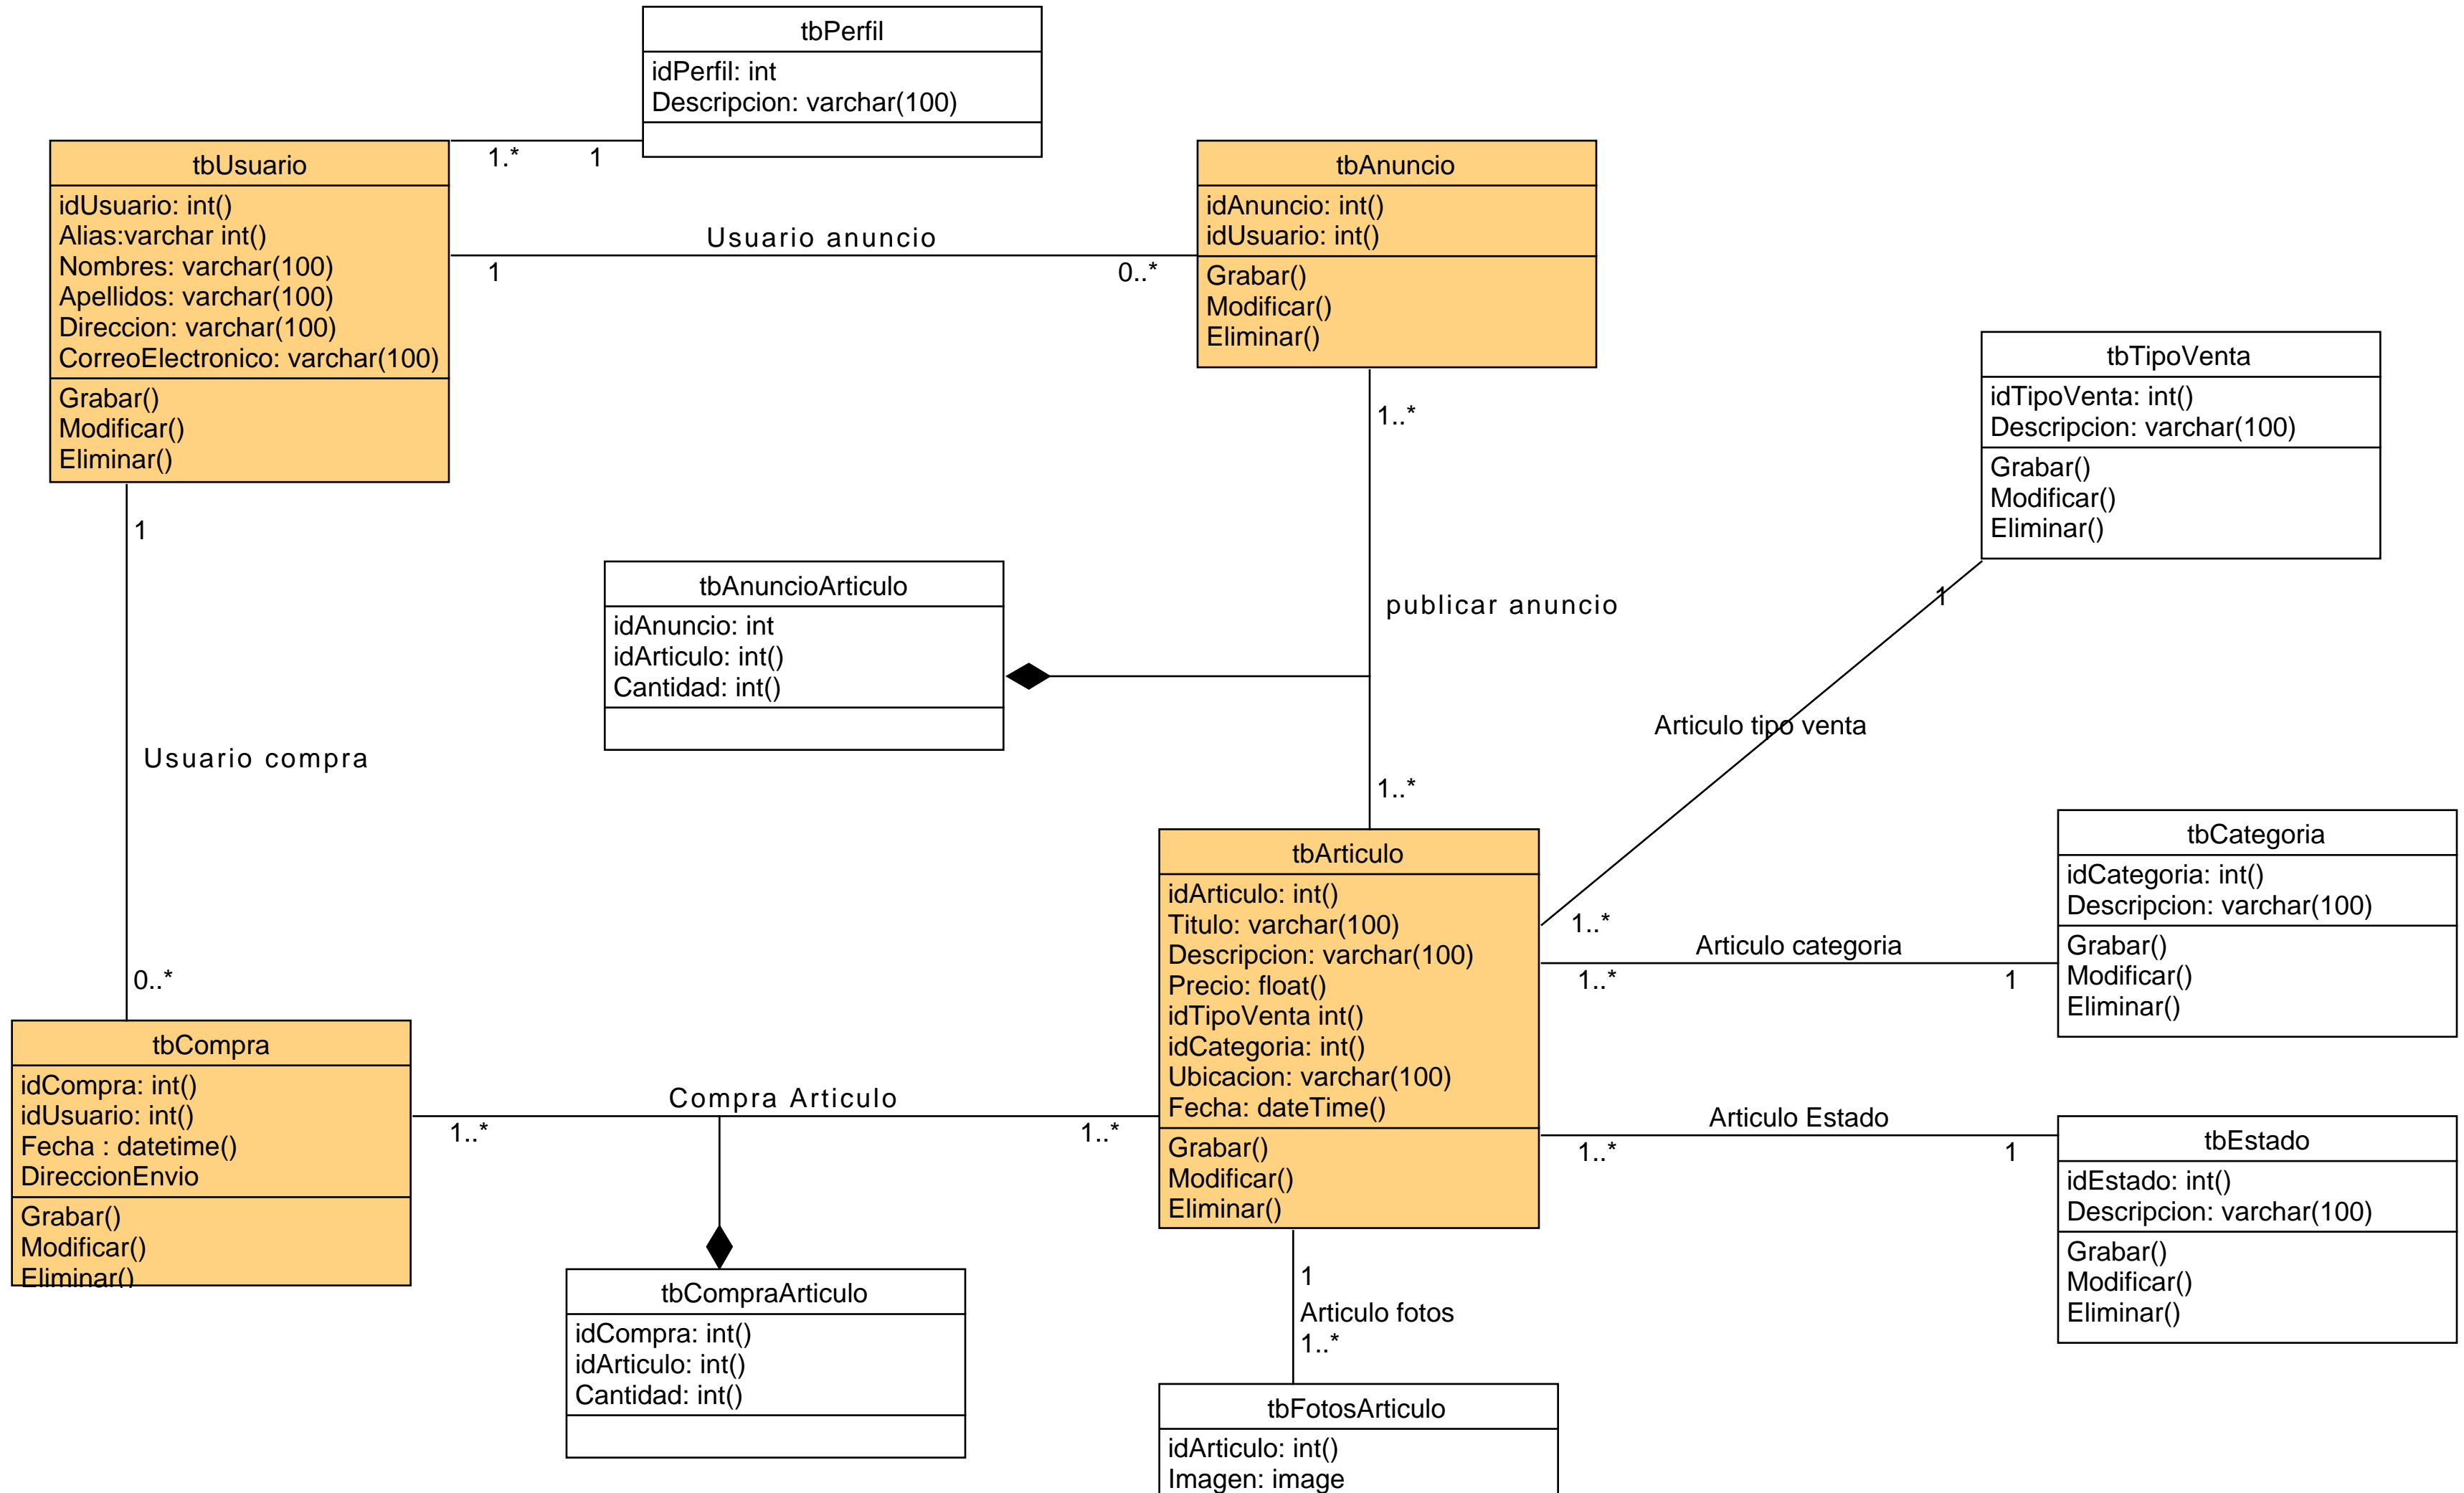 tbPerfil
idPerfil: int
Descripcion: varchar(100)
tbUsuario
idUsuario: int()
Alias:varchar int()
Nombres: varchar(100)
Apellidos: varchar(100)
Direccion: varchar(100)
CorreoElectronico: varchar(100)
Grabar()
Modificar()
Eliminar()
1.*
1
Usuario anuncio
1
0..*
tbAnuncio
idAnuncio: int()
idUsuario: int()
Grabar()
Modificar()
Eliminar()
tbTipoVenta
idTipoVenta: int()
Descripcion: varchar(100)
Grabar()
Modificar()
Eliminar()
1..*
publicar anuncio
1..*
1
Usuario compra
0..*
tbAnuncioArticulo
idAnuncio: int
idArticulo: int()
Cantidad: int()
1
Articulo tipo venta
1..*
tbArticulo
idArticulo: int()
Titulo: varchar(100)
Descripcion: varchar(100)
Precio: float()
idTipoVenta int()
idCategoria: int()
Ubicacion: varchar(100)
Fecha: dateTime()
Grabar()
Modificar()
Eliminar()
tbCategoria
idCategoria: int()
Descripcion: varchar(100)
Grabar()
Modificar()
Eliminar()
Articulo categoria
1..*
1
tbCompra
idCompra: int()
idUsuario: int()
Fecha : datetime()
DireccionEnvio
Grabar()
Modificar()
Eliminar()
Compra Articulo
1..*
1..*
Articulo Estado
1..*
1
tbEstado
idEstado: int()
Descripcion: varchar(100)
Grabar()
Modificar()
Eliminar()
tbCompraArticulo
idCompra: int()
idArticulo: int()
Cantidad: int()
1
Articulo fotos
1..*
tbFotosArticulo
idArticulo: int()
Imagen: image